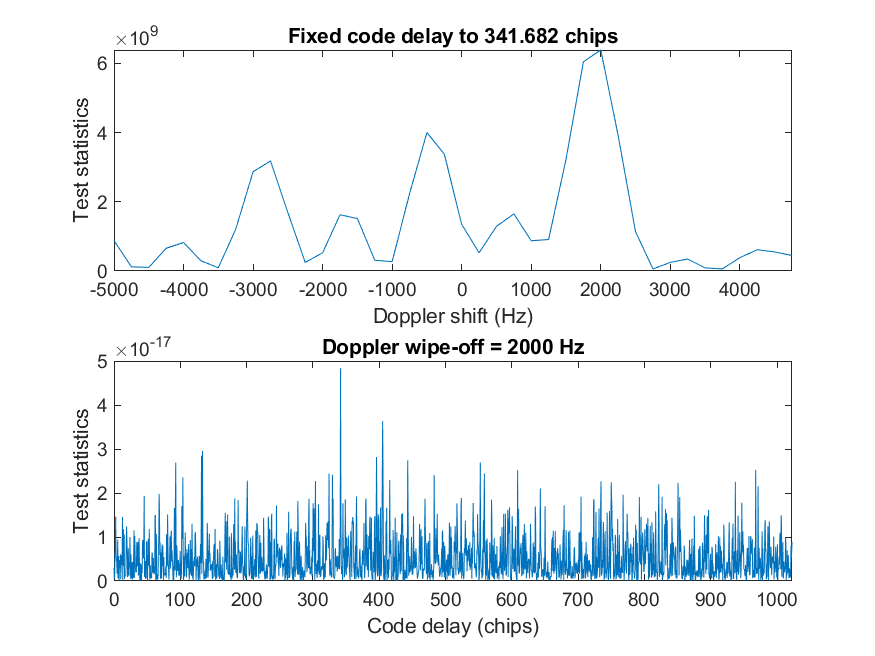 ×10⁹
Fixed code delay to 341.682 chips
6
4
2
0
Test statistics
-5000 -4000 -3000 -2000 -1000 0 1000 2000 3000 4000
Doppler shift (Hz)
×10⁻¹⁷
Doppler wipe-off = 2000 Hz
5
4
3
2
1
0
Test statistics
0 100 200 300 400 500 600 700 800 900 1000
Code delay (chips)